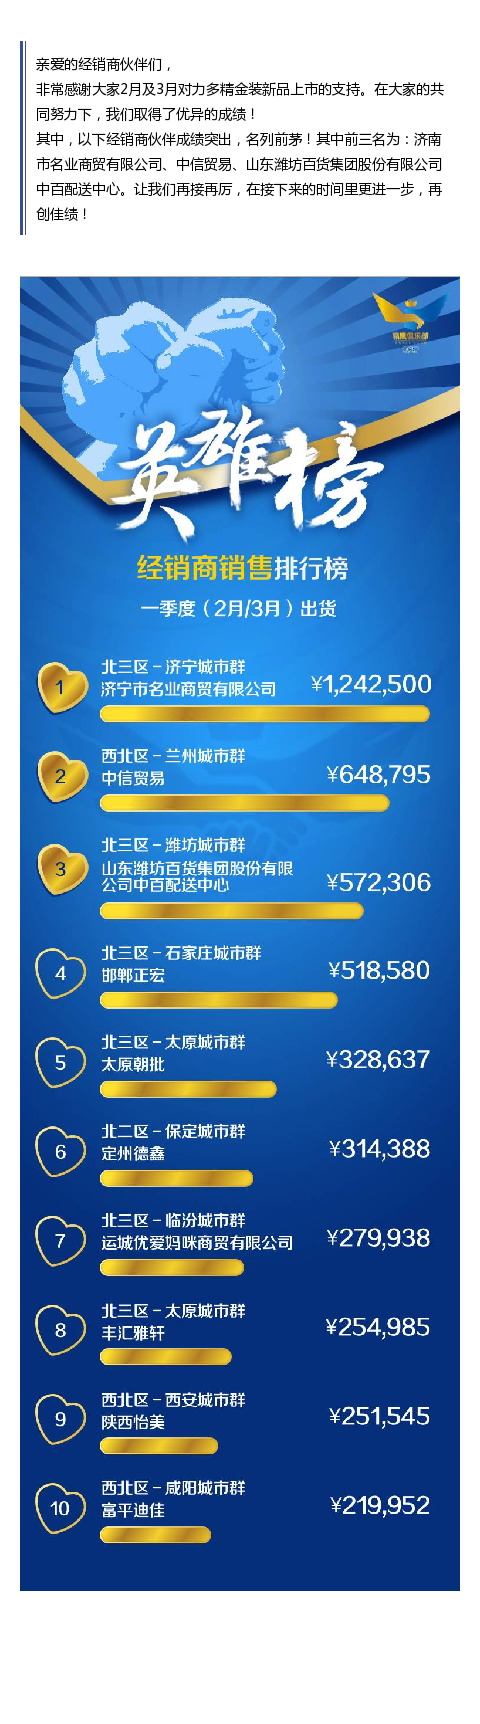 亲爱的经销商伙伴们，
非常感谢大家2月及3月对力多精金装新品上市的支持。在大家的共
同努力下，我们取得了优异的成绩！
其中，以下经销商伙伴成绩突出，名列前茅！其中前三名为：济南
市名业商贸有限公司、中信贸易、山东潍坊百货集团股份有限公司
中百配送中心。让我们再接再厉，在接下来的时间里更进一步，再
创佳绩！
英雄榜
经销商销售排行榜
一季度（2月/3月）出货
1
北三区－济宁城市群
济宁市名业商贸有限公司
¥1,242,500
2
西北区－兰州城市群
中信贸易
¥648,795
3
北三区－潍坊城市群
山东潍坊百货集团股份有限
公司中百配送中心
¥572,306
4
北三区－石家庄城市群
邯郸正宏
¥518,580
5
北三区－太原城市群
太原朝批
¥328,637
6
北二区－保定城市群
定州德鑫
¥314,388
7
北三区－临汾城市群
运城优爱妈咪商贸有限公司
¥279,938
8
北三区－太原城市群
丰汇雅轩
¥254,985
9
西北区－西安城市群
陕西怡美
¥251,545
10
西北区－咸阳城市群
富平迪佳
¥219,952